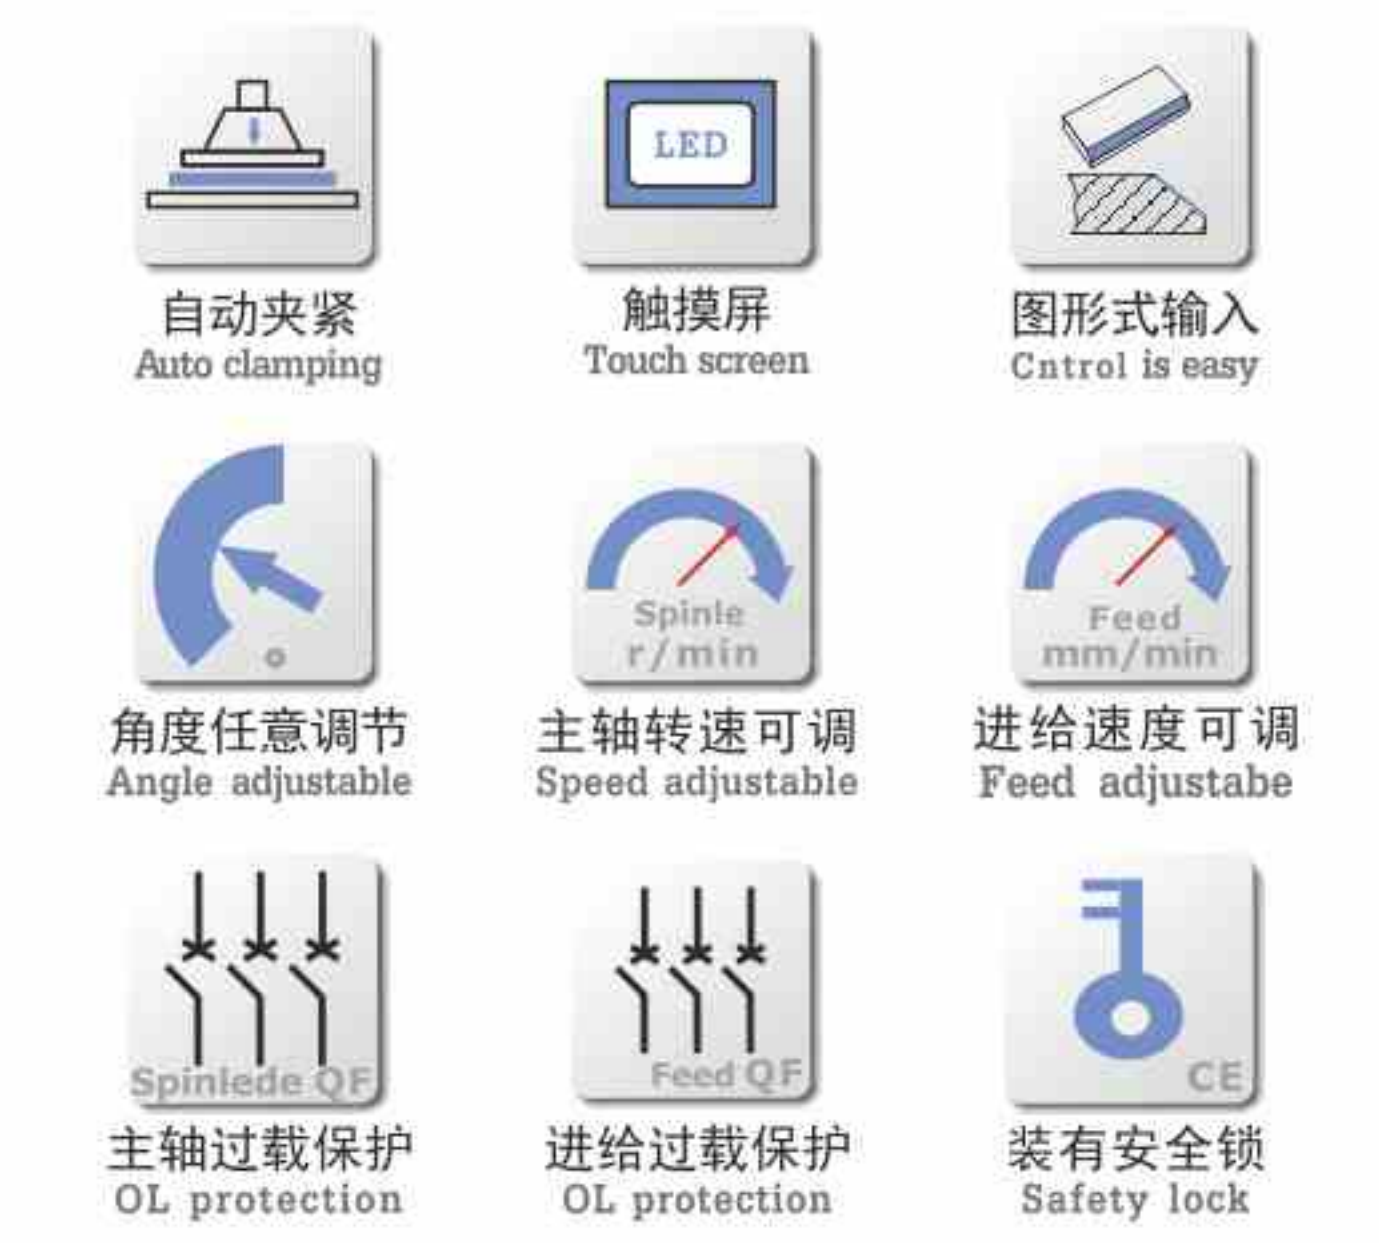 LED
自动夹紧
Auto clamping
触摸屏
Touch screen
图形式输入
Cntrol is easy
o
角度任意调节
Angle adjustable
Spinle
r/min
主轴转速可调
Speed adjustable
Feed
mm/min
进给速度可调
Feed adjustabe
Spinlede QF
主轴过载保护
OL protection
Feed QF
进给过载保护
OL protection
CE
装有安全锁
Safety lock